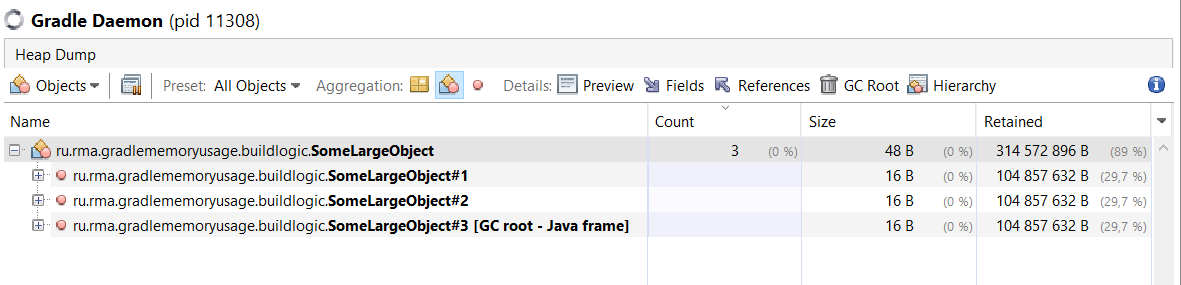 Gradle Daemon (pid 11308)
Heap Dump
Objects Preset: All Objects Aggregation: Details: Preview Fields References GC Root Hierarchy
Name Count Size Retained
ru.rma.gradlememoryusage.buildlogic.SomeLargeObject 3 (0 %) 48 B (0 %) 314 572 896 B (89 %)
ru.rma.gradlememoryusage.buildlogic.SomeLargeObject#1 16 B (0 %) 104 857 632 B (29,7 %)
ru.rma.gradlememoryusage.buildlogic.SomeLargeObject#2 16 B (0 %) 104 857 632 B (29,7 %)
ru.rma.gradlememoryusage.buildlogic.SomeLargeObject#3 [GC root - Java frame] 16 B (0 %) 104 857 632 B (29,7 %)